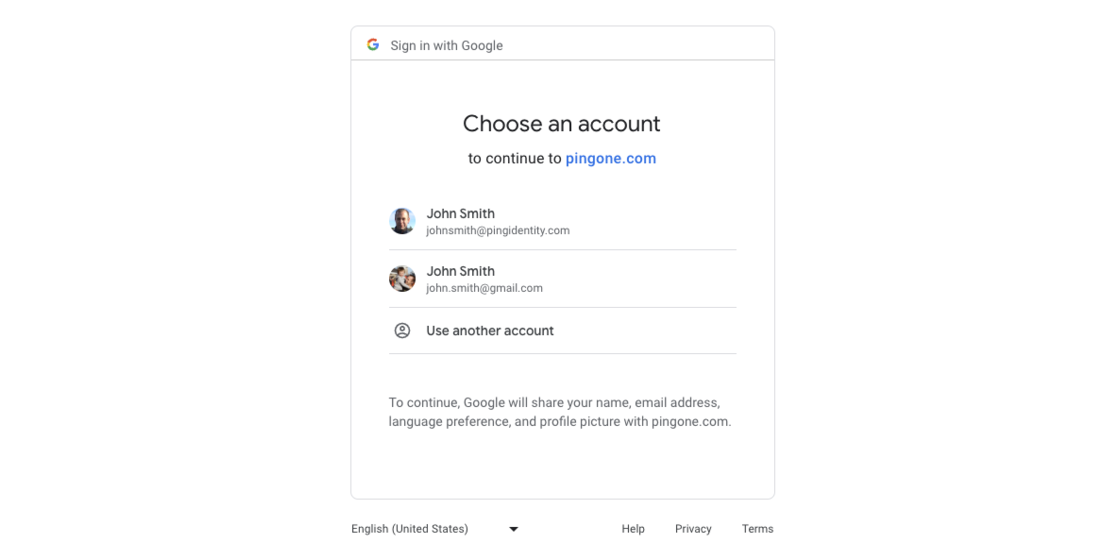 Sign in with Google
Choose an account
to continue to pingone.com
John Smith
johnsmith@pingidentity.com
John Smith
john.smith@gmail.com
Use another account
To continue, Google will share your name, email address,
language preference, and profile picture with pingone.com.
English (United States) Help Privacy Terms